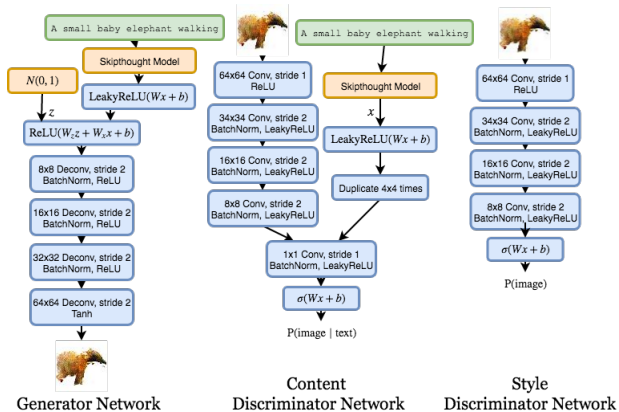 A small baby elephant walking
Skipthought Model
N(0, 1)
LeakyReLU(Wx + b)
z
ReLU(W_z z + W_x x + b)
8x8 Deconv, stride 2
BatchNorm, ReLU
16x16 Deconv, stride 2
BatchNorm, ReLU
32x32 Deconv, stride 2
BatchNorm, ReLU
64x64 Deconv, stride 2
Tanh
Generator Network
A small baby elephant walking
64x64 Conv, stride 1
ReLU
Skipthought Model
x
34x34 Conv, stride 2
BatchNorm, LeakyReLU
LeakyReLU(Wx + b)
16x16 Conv, stride 2
BatchNorm, LeakyReLU
Duplicate 4x4 times
8x8 Conv, stride 2
BatchNorm, LeakyReLU
1x1 Conv, stride 1
BatchNorm, LeakyReLU
σ(Wx + b)
P(image | text)
Content
Discriminator Network
64x64 Conv, stride 1
ReLU
34x34 Conv, stride 2
BatchNorm, LeakyReLU
16x16 Conv, stride 2
BatchNorm, LeakyReLU
8x8 Conv, stride 2
BatchNorm, LeakyReLU
σ(Wx + b)
P(image)
Style
Discriminator Network